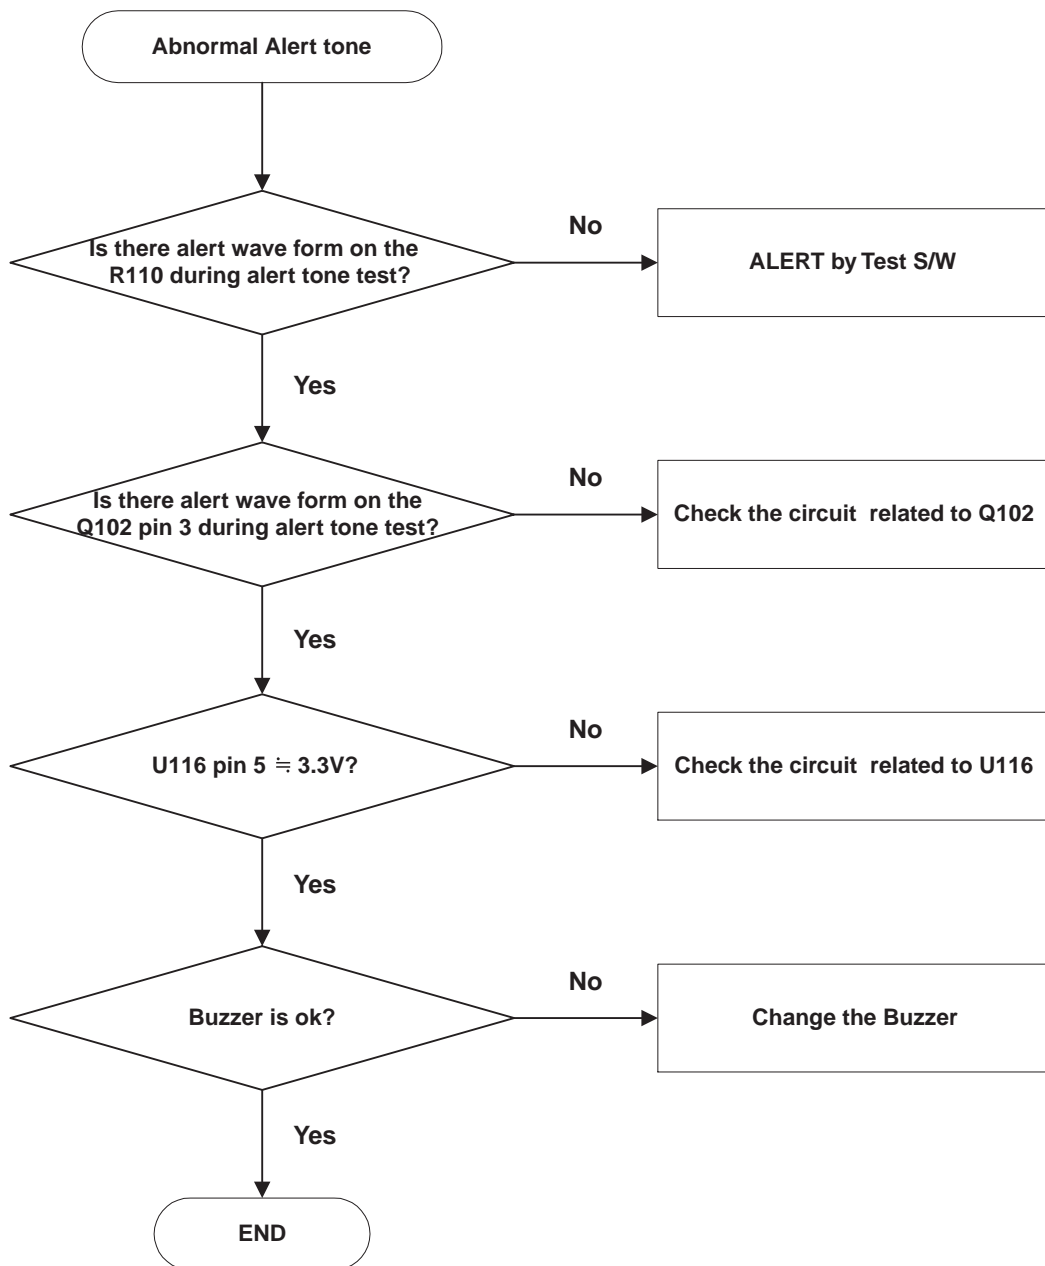 Abnormal Alert tone
Is there alert wave form on the
R110 during alert tone test?
No
ALERT by Test S/W
Yes
Is there alert wave form on the
Q102 pin 3 during alert tone test?
No
Check the circuit related to Q102
Yes
U116 pin 5 ≒ 3.3V?
No
Check the circuit related to U116
Yes
Buzzer is ok?
No
Change the Buzzer
Yes
END